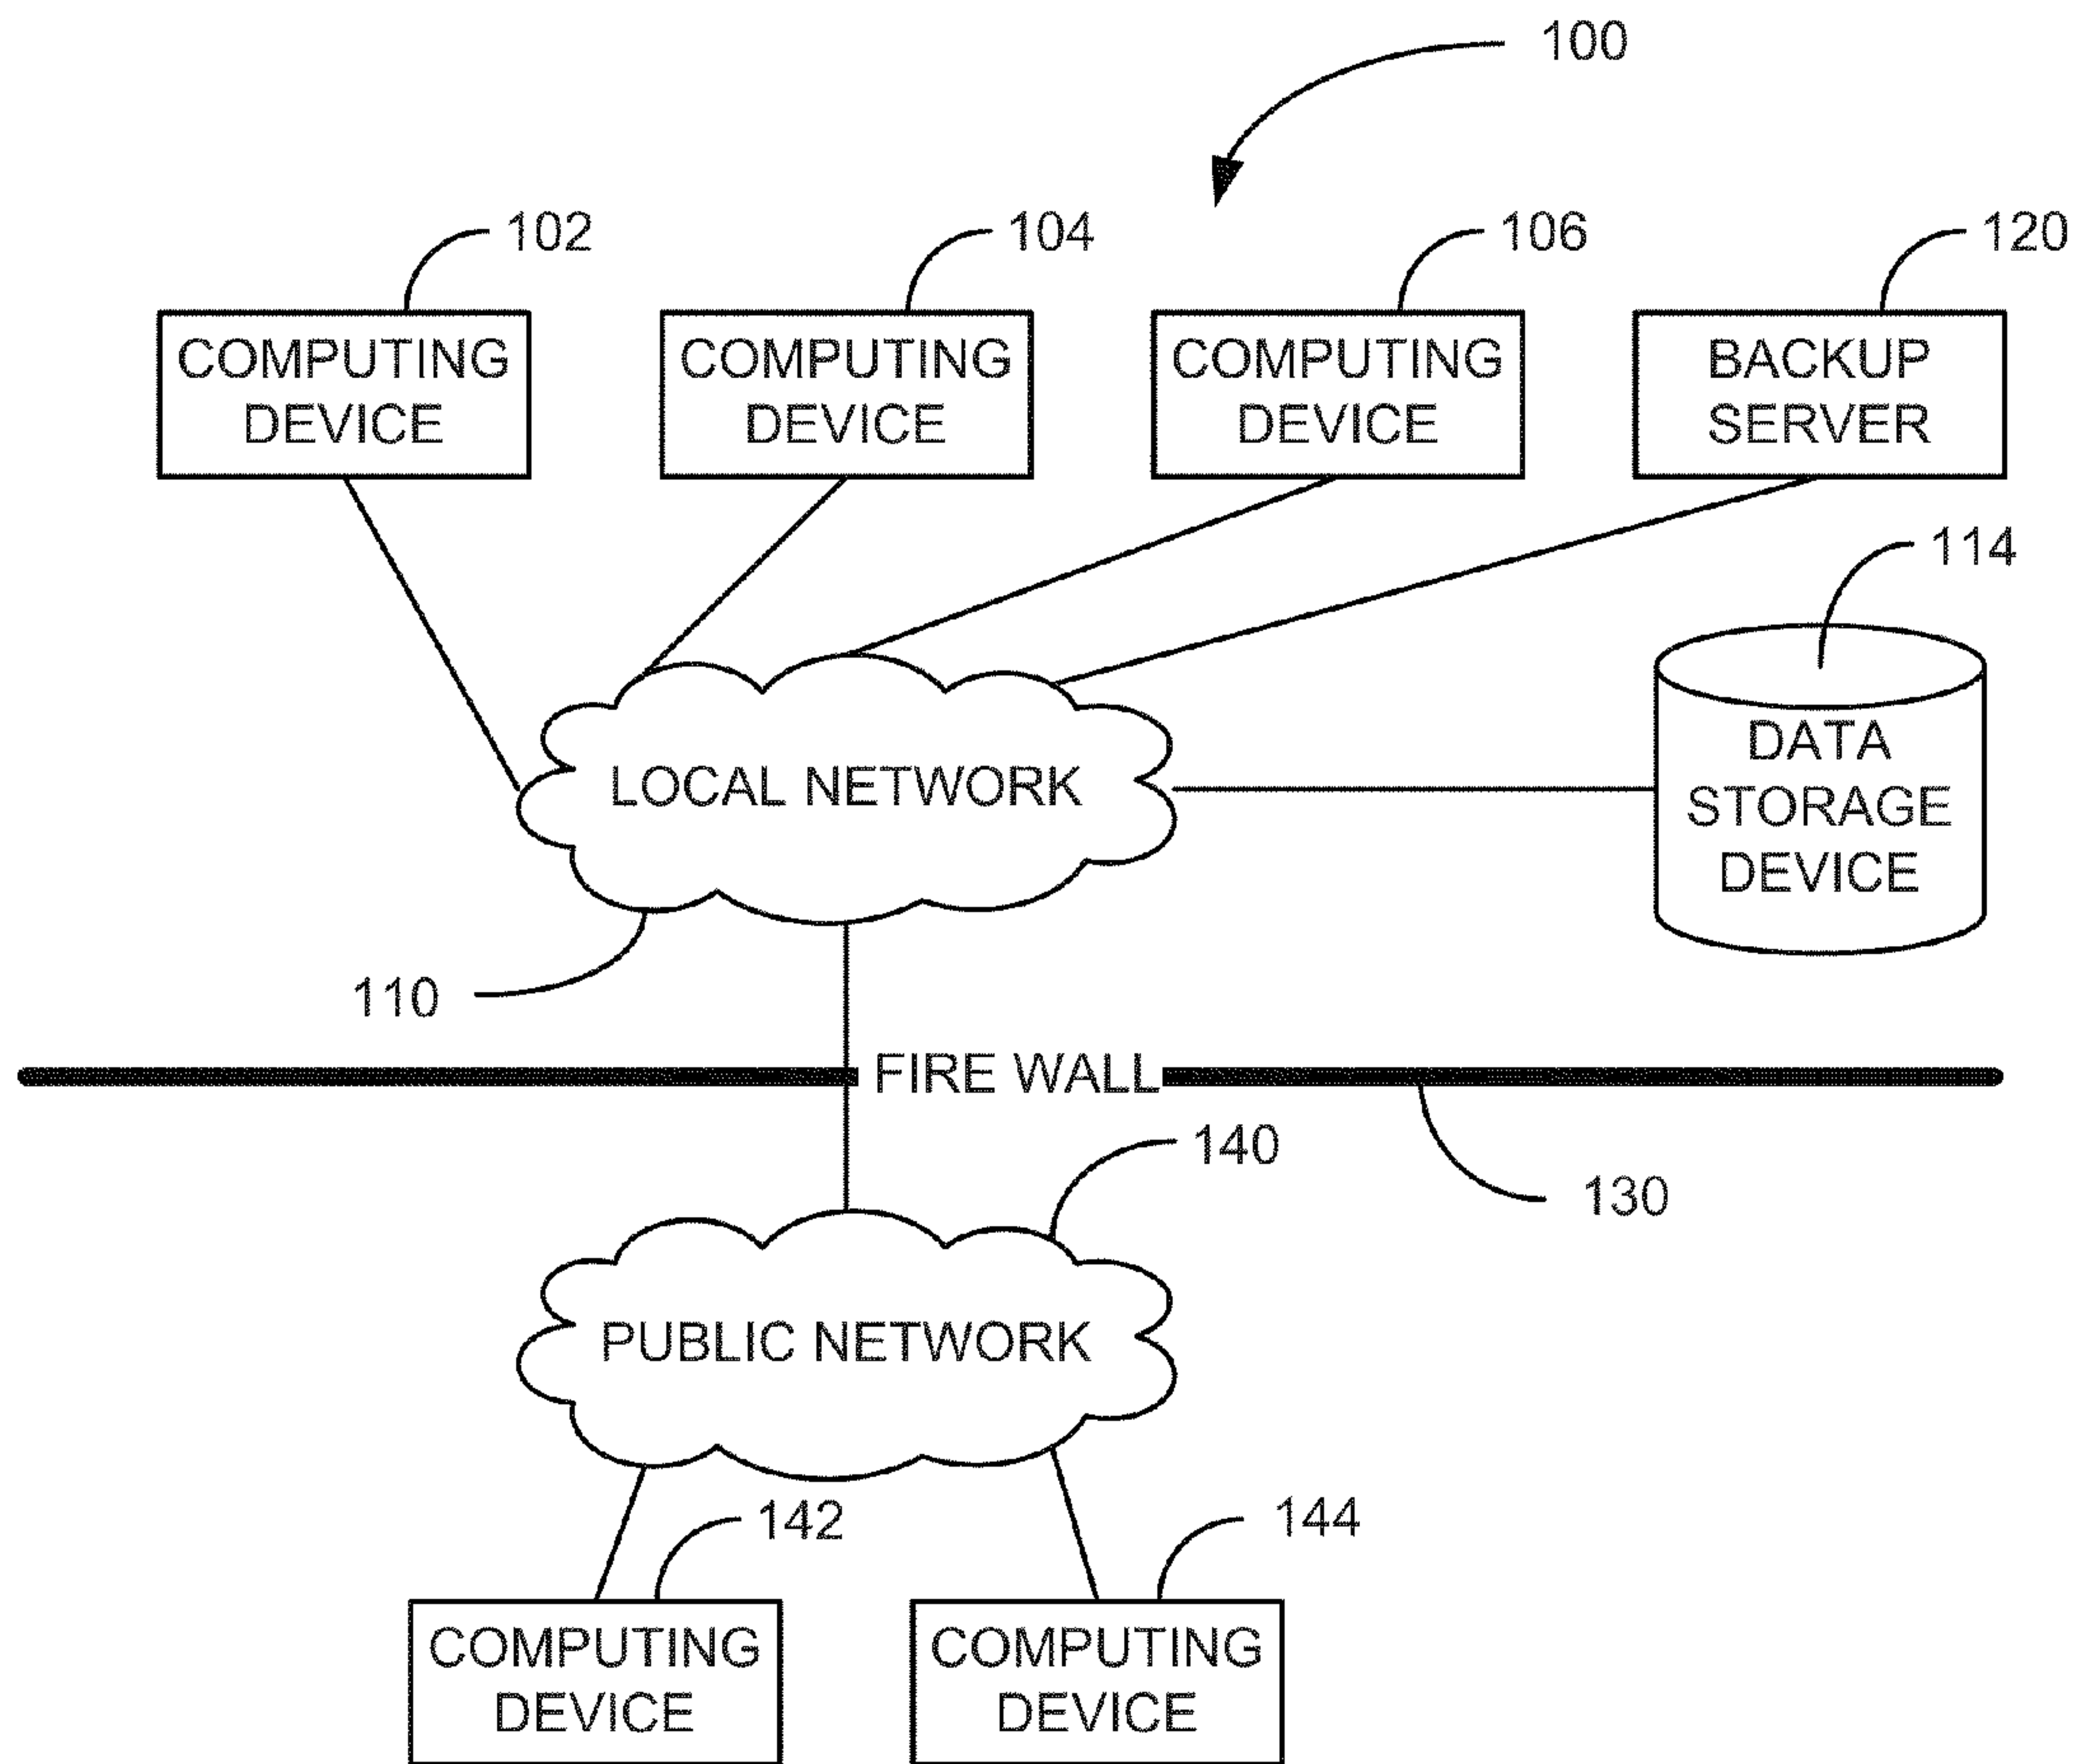 100
102
104
106
120
COMPUTING
DEVICE
COMPUTING
DEVICE
COMPUTING
DEVICE
BACKUP
SERVER
114
LOCAL NETWORK
DATA
STORAGE
DEVICE
110
FIRE WALL
140
130
PUBLIC NETWORK
142
144
COMPUTING
DEVICE
COMPUTING
DEVICE